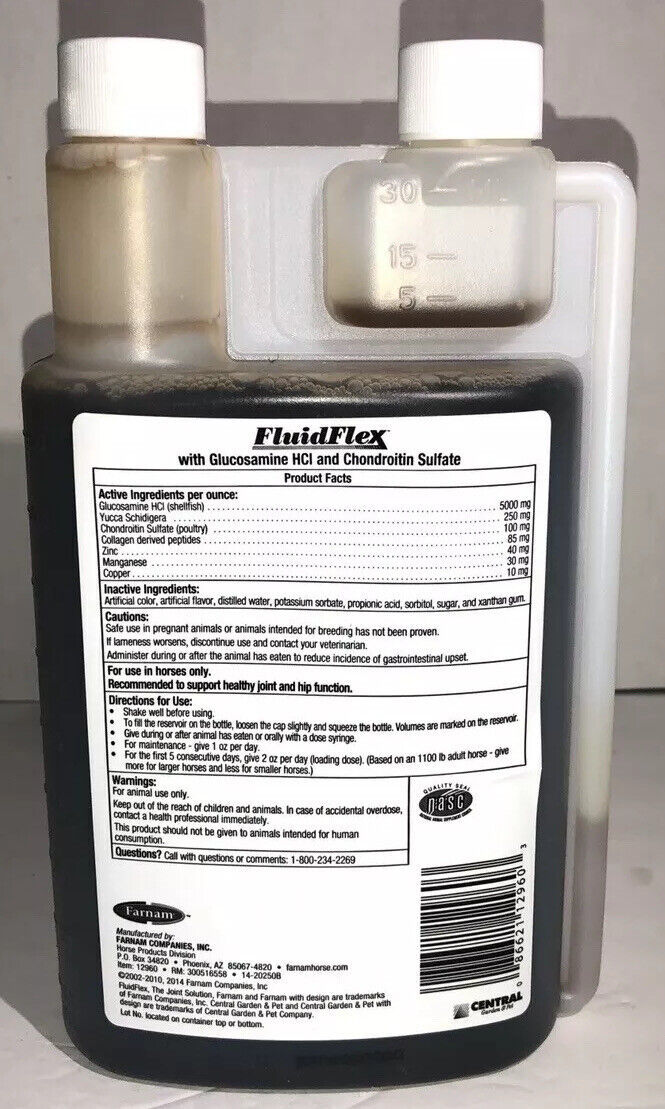 30 ML
15
5
FluidFlex™
with Glucosamine HCl and Chondroitin Sulfate
Product Facts
Active Ingredients per ounce:
Glucosamine HCl (shellfish) 5000 mg
Yucca Schidigera 250 mg
Chondroitin Sulfate (poultry) 100 mg
Collagen derived peptides 85 mg
Zinc 40 mg
Manganese 30 mg
Copper 10 mg
Inactive Ingredients:
Artificial color, artificial flavor, distilled water, potassium sorbate, propionic acid, sorbitol, sugar, and xanthan gum.
Cautions:
Safe use in pregnant animals or animals intended for breeding has not been proven.
If lameness worsens, discontinue use and contact your veterinarian.
Administer during or after the animal has eaten to reduce incidence of gastrointestinal upset.
For use in horses only.
Recommended to support healthy joint and hip function.
Directions for Use:
• Shake well before using.
• To fill the reservoir on the bottle, loosen the cap slightly and squeeze the bottle. Volumes are marked on the reservoir.
• Give during or after animal has eaten or orally with a dose syringe.
• For maintenance - give 1 oz per day.
• For the first 5 consecutive days, give 2 oz per day (loading dose). (Based on an 1100 lb adult horse - give
more for larger horses and less for smaller horses.)
Warnings:
For animal use only.
Keep out of the reach of children and animals. In case of accidental overdose,
contact a health professional immediately.
This product should not be given to animals intended for human
consumption.
Questions? Call with questions or comments: 1-800-234-2269
QUALITY SEAL
nasc
NATIONAL ANIMAL SUPPLEMENT COUNCIL
Farnam™
Manufactured by:
FARNAM COMPANIES, INC.
Horse Products Division
P.O. Box 34820 • Phoenix, AZ 85067-4820 • farnamhorse.com
Item: 12960 • RM: 300516558 • 14-20250B
©2002-2010, 2014 Farnam Companies, Inc
FluidFlex, The Joint Solution, Farnam and Farnam with design are trademarks
of Farnam Companies, Inc. Central Garden & Pet and Central Garden & Pet with
design are trademarks of Central Garden & Pet Company.
Lot No. located on container top or bottom.
0 86621 12960 3
CENTRAL
Garden & Pet